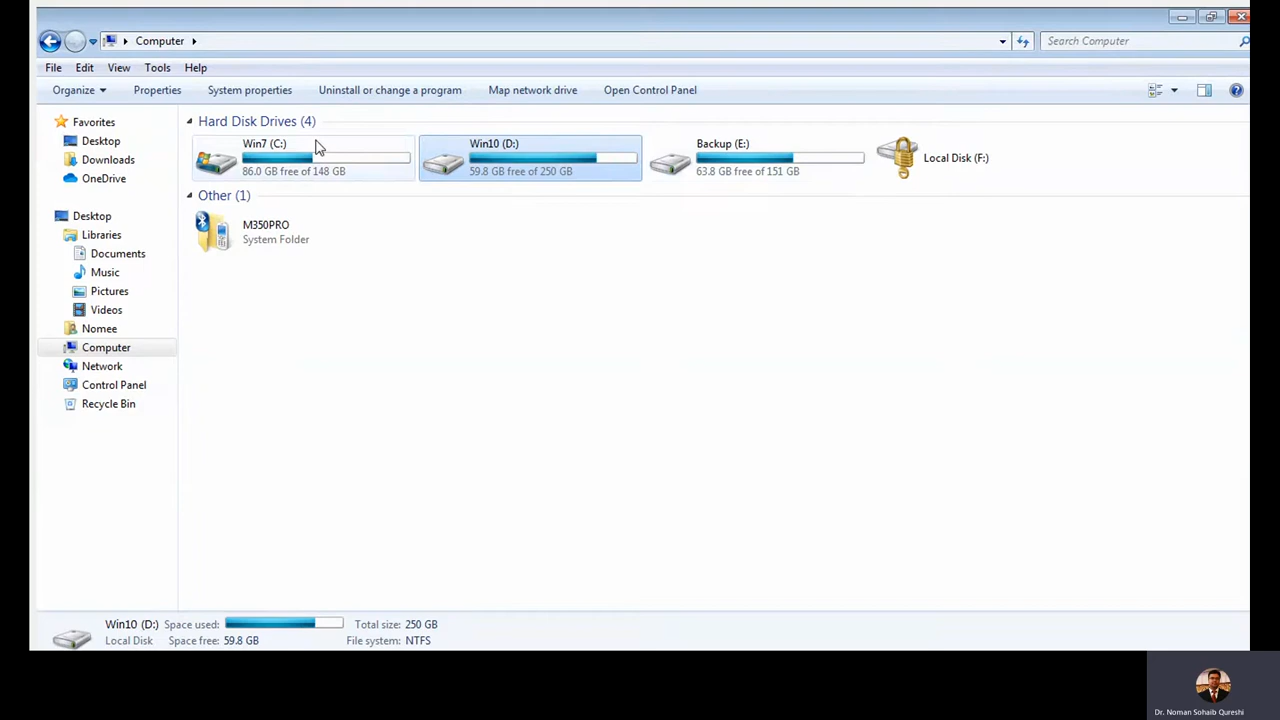 Computer
Search Computer
File Edit View Tools Help
Organize Properties System properties Uninstall or change a program Map network drive Open Control Panel
Favorites
Desktop
Downloads
OneDrive
Desktop
Libraries
Documents
Music
Pictures
Videos
Nomee
Computer
Network
Control Panel
Recycle Bin
Hard Disk Drives (4)
Win7 (C:)
86.0 GB free of 148 GB
Win10 (D:)
59.8 GB free of 250 GB
Backup (E:)
63.8 GB free of 151 GB
Local Disk (F:)
Other (1)
M350PRO
System Folder
Win10 (D:) Space used: Total size: 250 GB
Local Disk Space free: 59.8 GB File system: NTFS
Dr. Noman Sohaib Qureshi